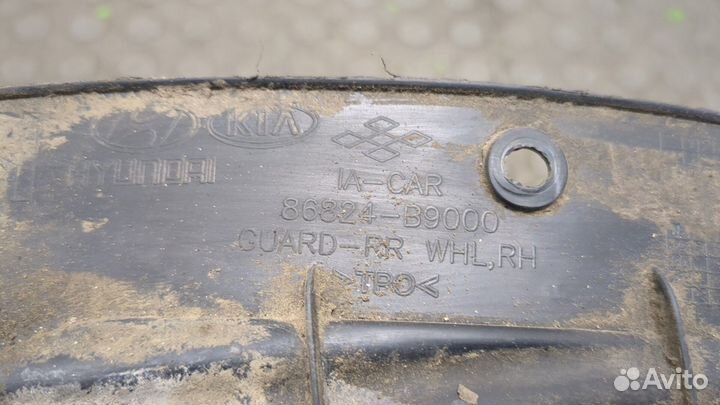 KIA
HYUNDAI
IA-CAR
86824-B9000
GUARD-RR WHL,RH
>TPO<
Avito